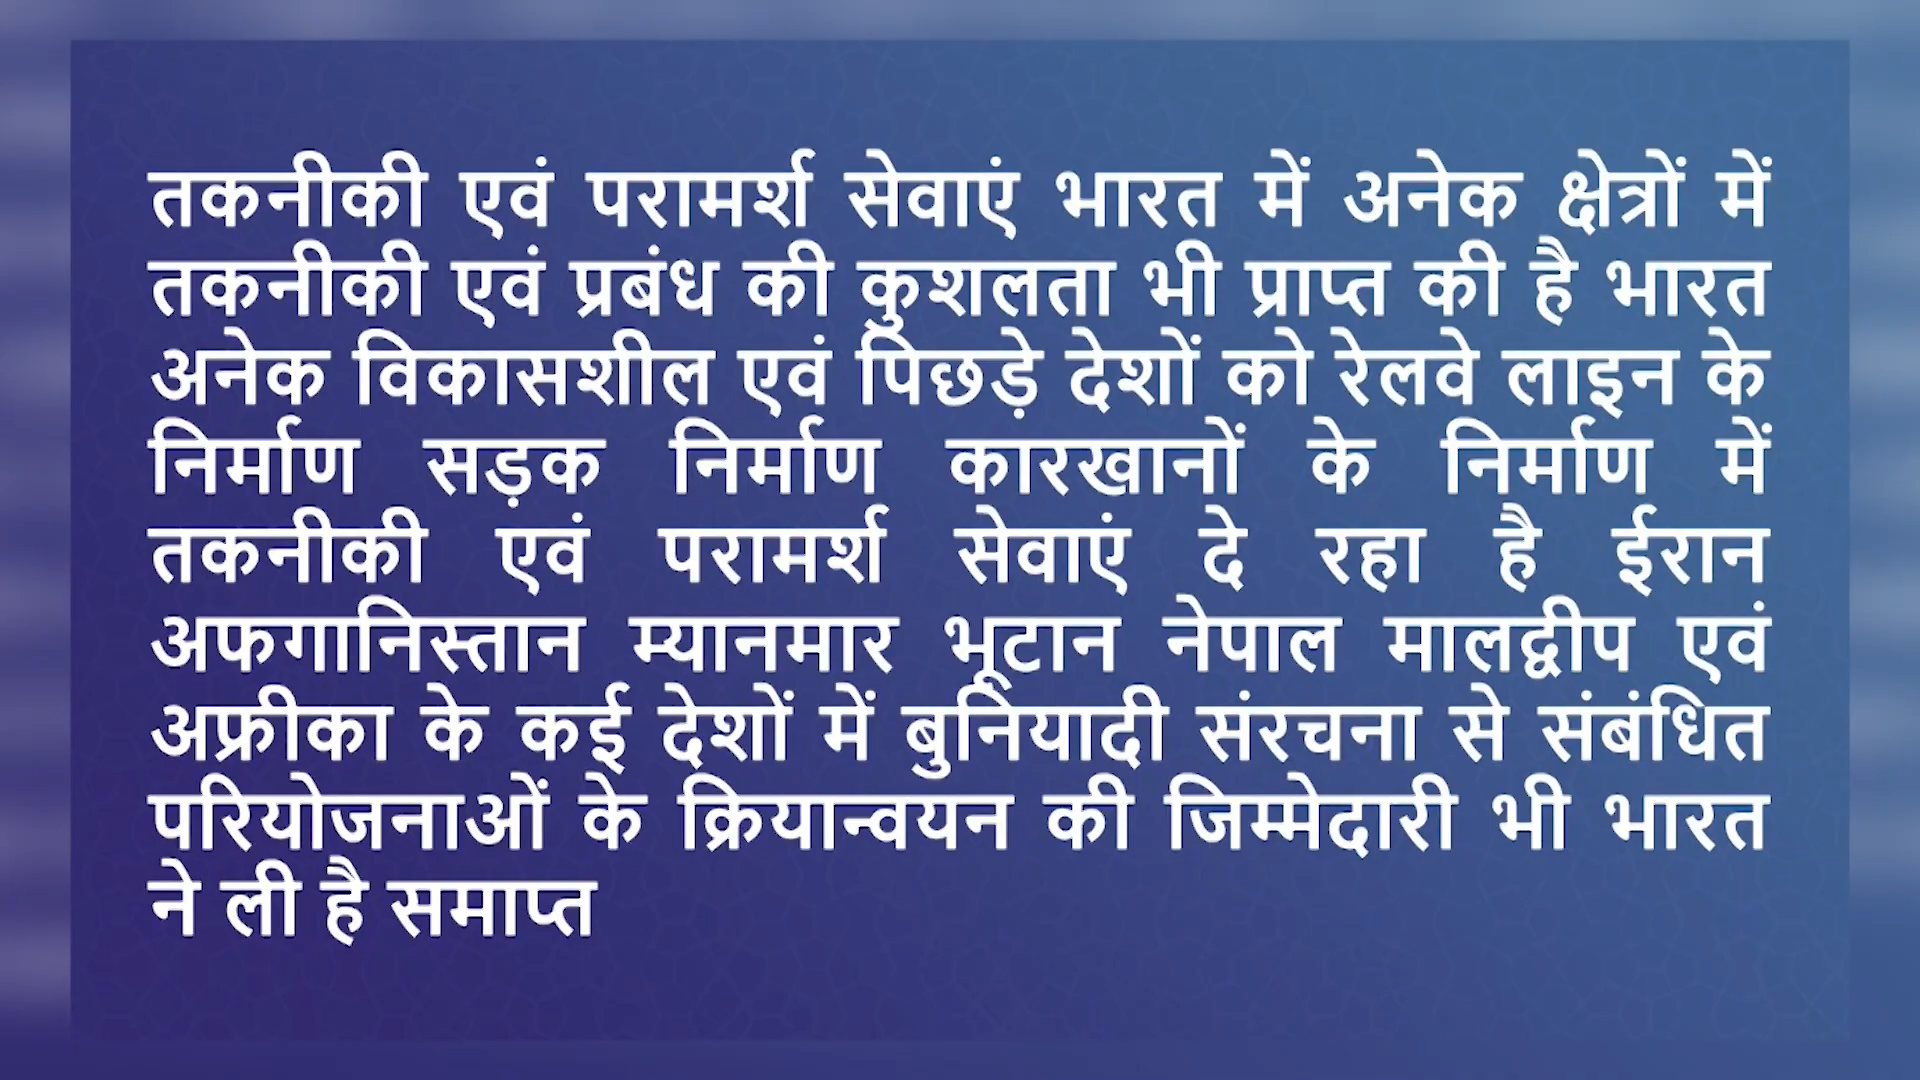 तकनीकी एवं परामर्श सेवाएं भारत में अनेक क्षेत्रों में
तकनीकी एवं प्रबंध की कुशलता भी प्राप्त की है भारत
अनेक विकासशील एवं पिछड़े देशों को रेलवे लाइन के
निर्माण सड़क निर्माण कारखानों के निर्माण में
तकनीकी एवं परामर्श सेवाएं दे रहा है ईरान
अफगानिस्तान म्यानमार भूटान नेपाल मालद्वीप एवं
अफ्रीका के कई देशों में बुनियादी संरचना से संबंधित
परियोजनाओं के क्रियान्वयन की जिम्मेदारी भी भारत
ने ली है समाप्त